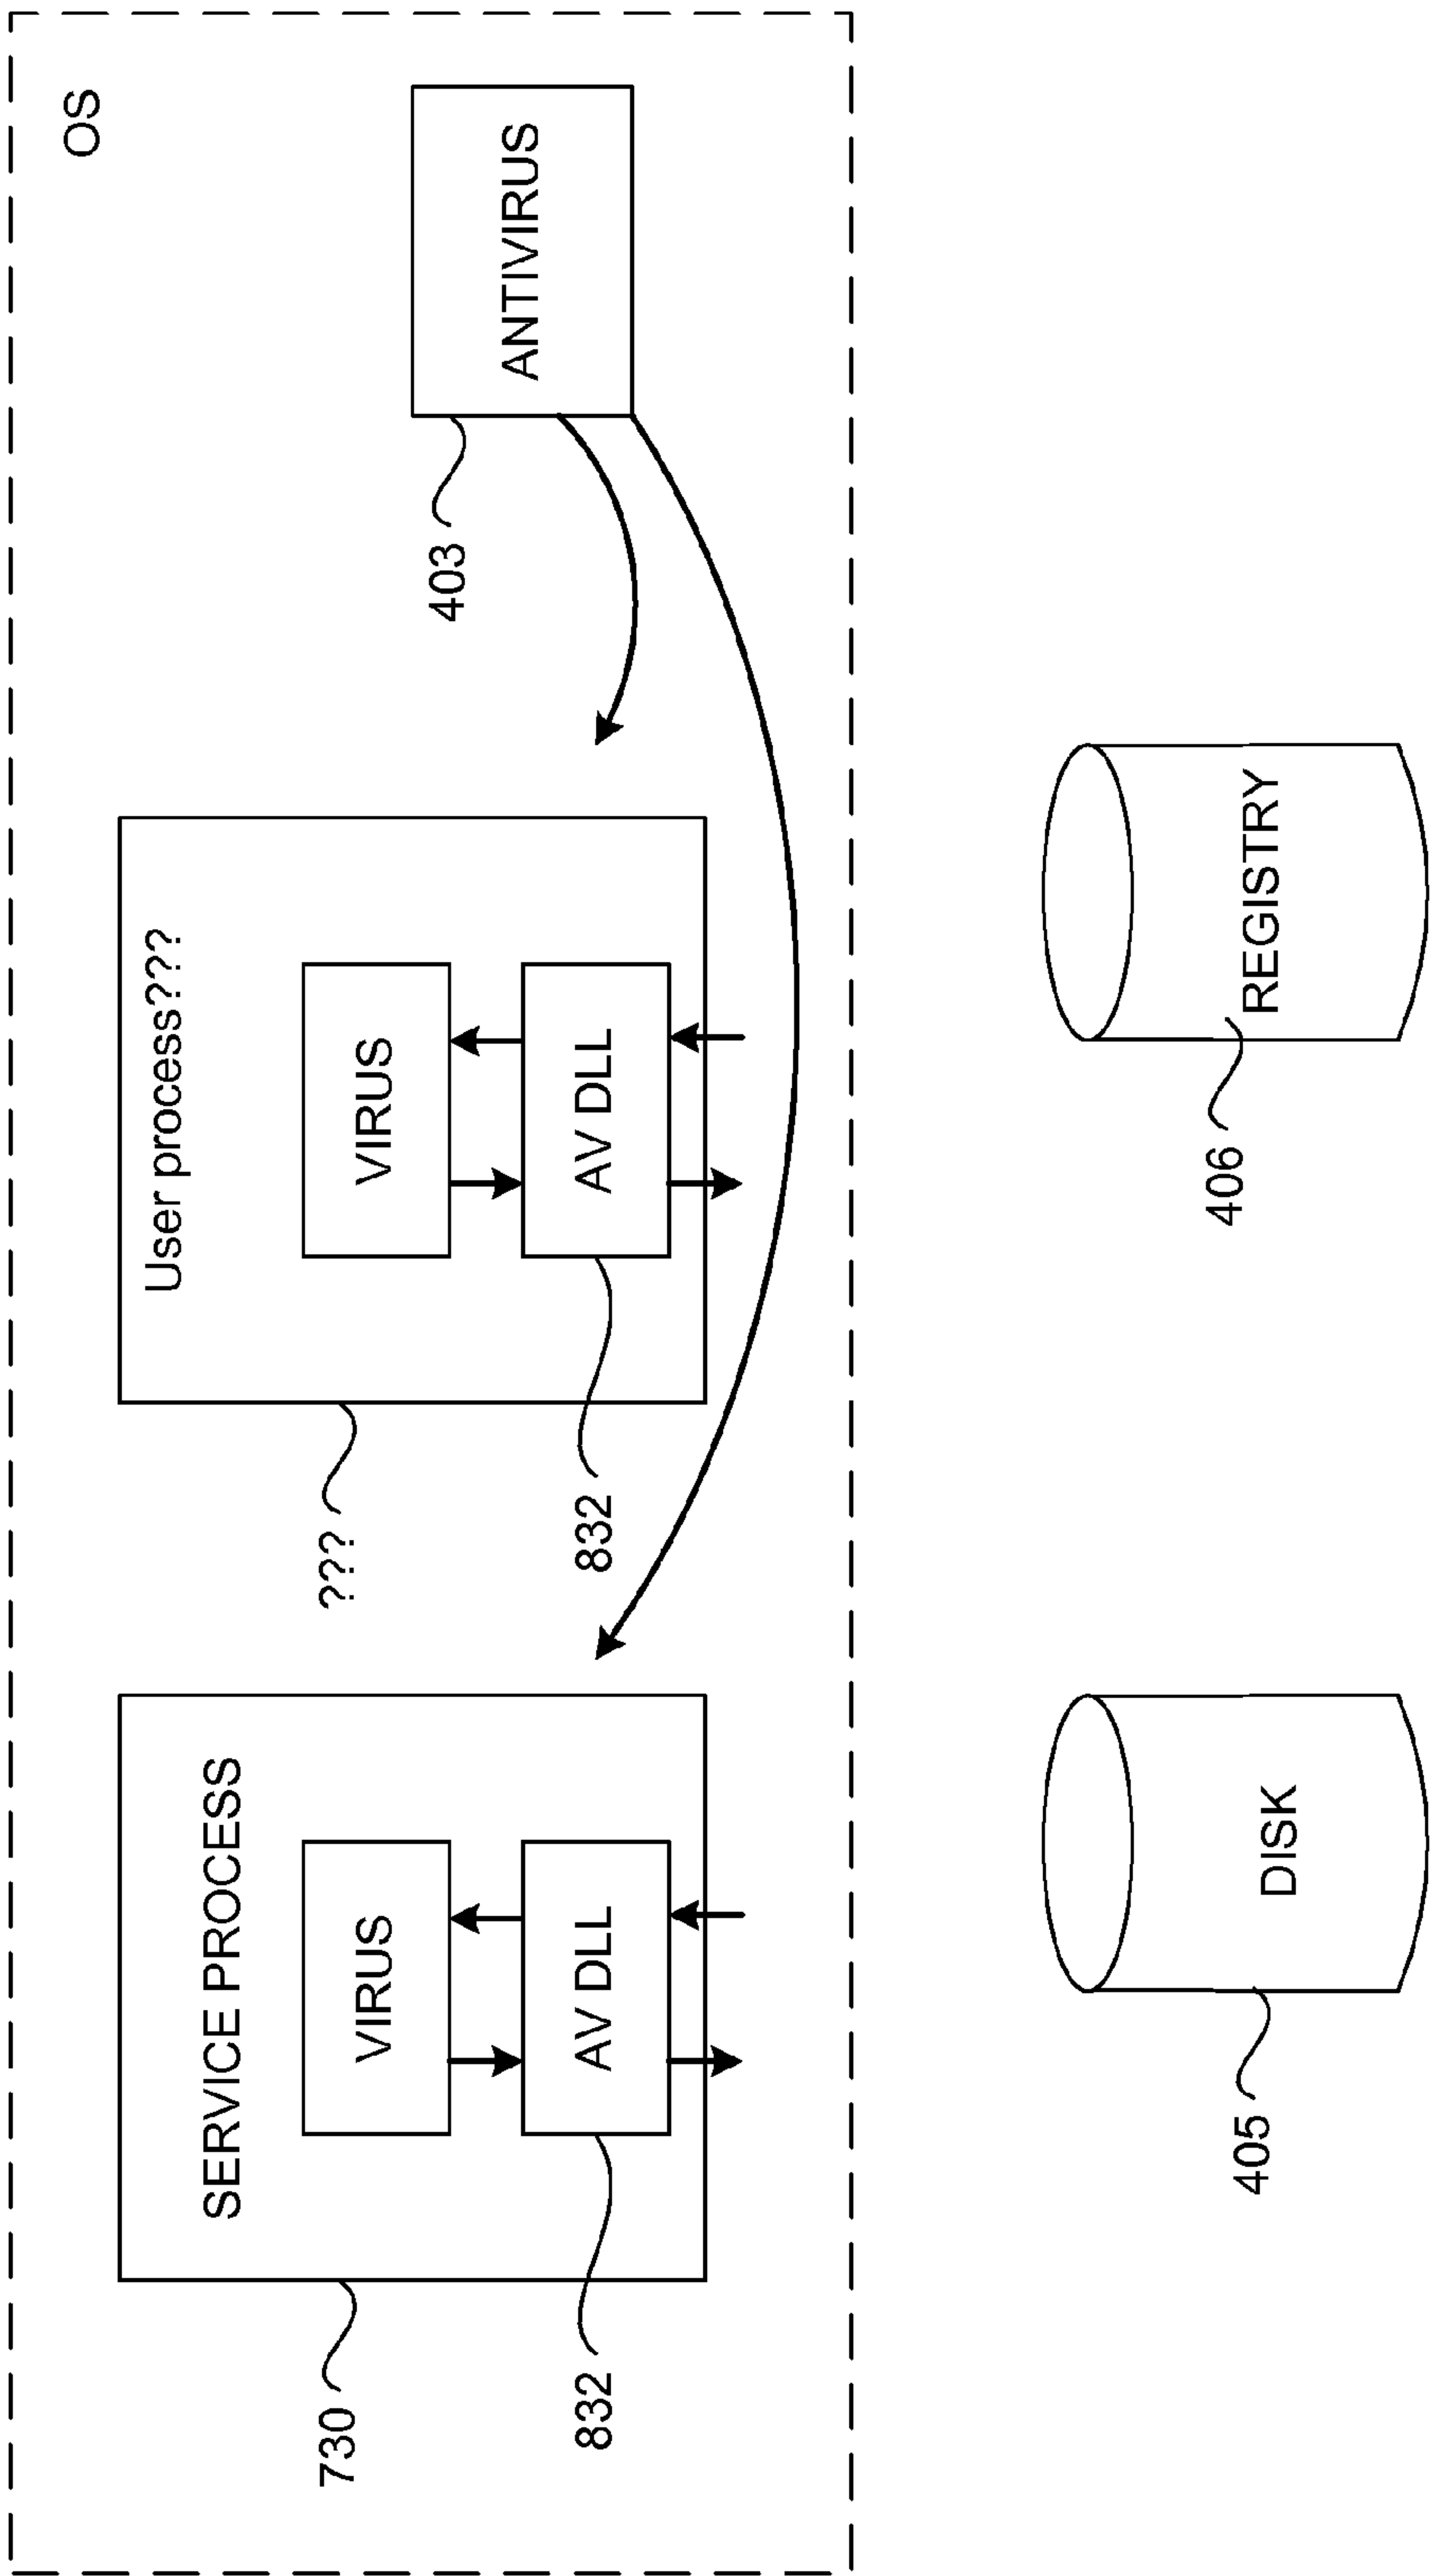 OS
SERVICE PROCESS
User process???
VIRUS
VIRUS
ANTIVIRUS
AV DLL
AV DLL
730
???
403
832
832
DISK
REGISTRY
405
406